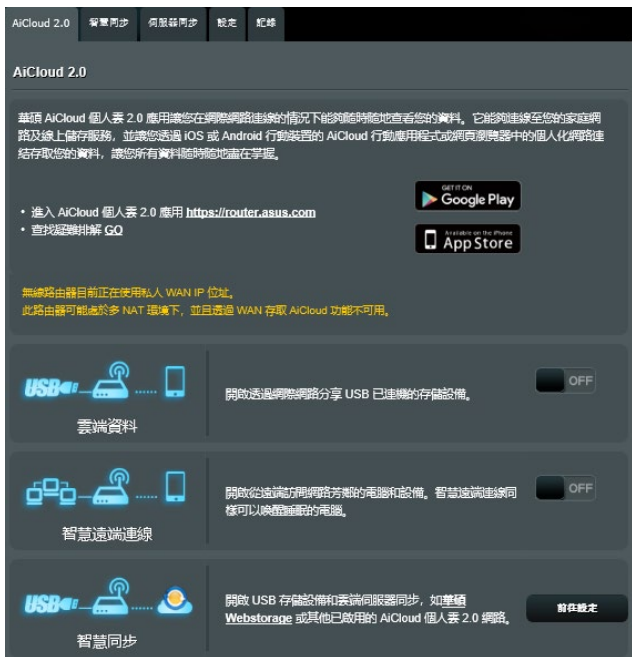 AiCloud 2.0 智慧同步 伺服器同步 設定 記錄
AiCloud 2.0
華碩 AiCloud 個人雲 2.0 應用讓您在網際網路連線的情況下能夠隨時隨地查看您的資料。它能夠連線至您的家庭網
路及線上儲存服務，並讓您透過 iOS 或 Android 行動裝置的 AiCloud 行動應用程式或網頁瀏覽器中的個人化網路連
結存取您的資料，讓您所有資料隨時隨地盡在掌握。
• 進入 AiCloud 個人雲 2.0 應用 https://router.asus.com
• 查找疑難排解 GO
GET IT ON
Google Play
Available on the iPhone
App Store
無線路由器目前正在使用私人 WAN IP 位址。
此路由器可能處於多 NAT 環境下，並且透過 WAN 存取 AiCloud 功能不可用。
USB
雲端資料
開啟透過網際網路分享 USB 已連機的存儲設備。
OFF
智慧遠端連線
開啟從遠端訪問網路芳鄰的電腦和設備。智慧遠端連線同
樣可以喚醒睡眠的電腦。
OFF
USB
智慧同步
開啟 USB 存儲設備和雲端伺服器同步，如華碩
Webstorage 或其他已啟用的 AiCloud 個人雲 2.0 網路。
前往設定